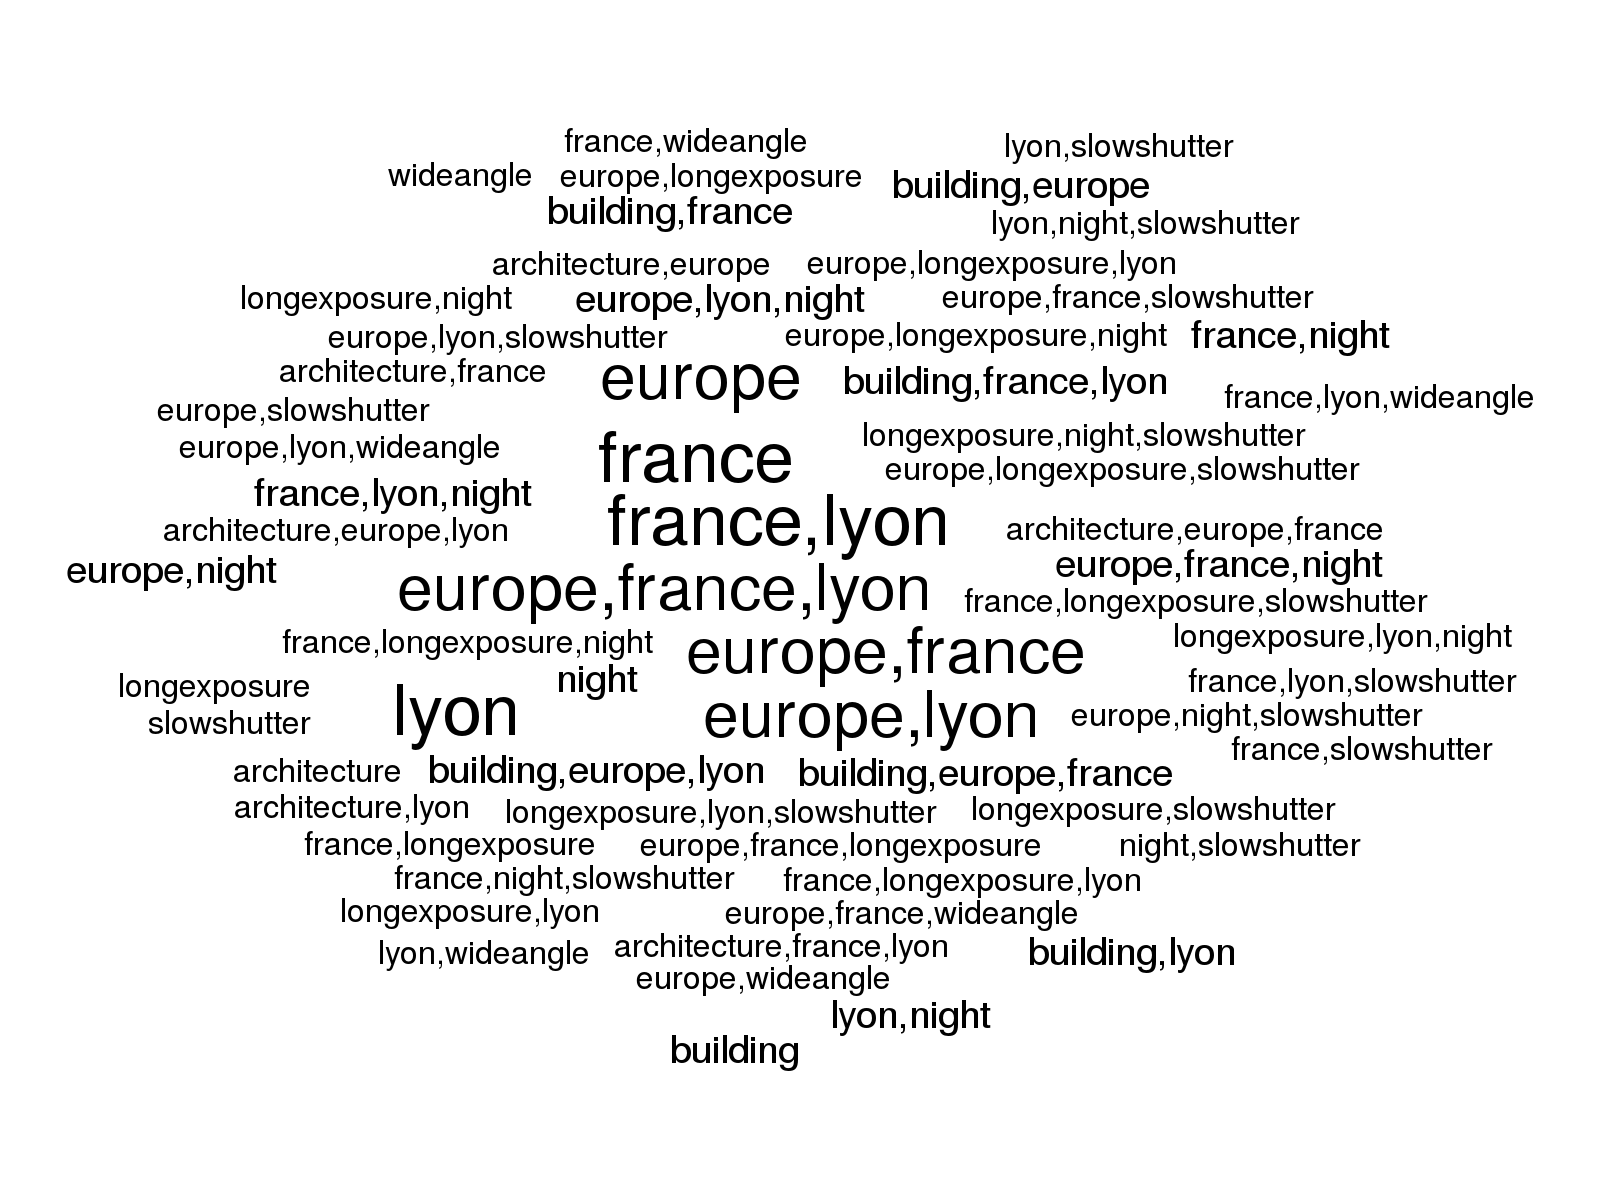 france,wideangle
lyon,slowshutter
wideangle
europe,longexposure
building,europe
building,france
lyon,night,slowshutter
architecture,europe
europe,longexposure,lyon
longexposure,night
europe,lyon,night
europe,france,slowshutter
europe,lyon,slowshutter
europe,longexposure,night
france,night
architecture,france
europe
building,france,lyon
france,lyon,wideangle
europe,slowshutter
europe,lyon,wideangle
france
longexposure,night,slowshutter
europe,longexposure,slowshutter
france,lyon,night
france,lyon
architecture,europe,lyon
architecture,europe,france
europe,night
europe,france,night
europe,france,lyon
france,longexposure,slowshutter
france,longexposure,night
europe,france
longexposure,lyon,night
night
longexposure
france,lyon,slowshutter
slowshutter
lyon
europe,lyon
europe,night,slowshutter
france,slowshutter
architecture
building,europe,lyon
building,europe,france
architecture,lyon
longexposure,lyon,slowshutter
longexposure,slowshutter
france,longexposure
europe,france,longexposure
night,slowshutter
france,night,slowshutter
france,longexposure,lyon
longexposure,lyon
europe,france,wideangle
lyon,wideangle
architecture,france,lyon
building,lyon
europe,wideangle
lyon,night
building